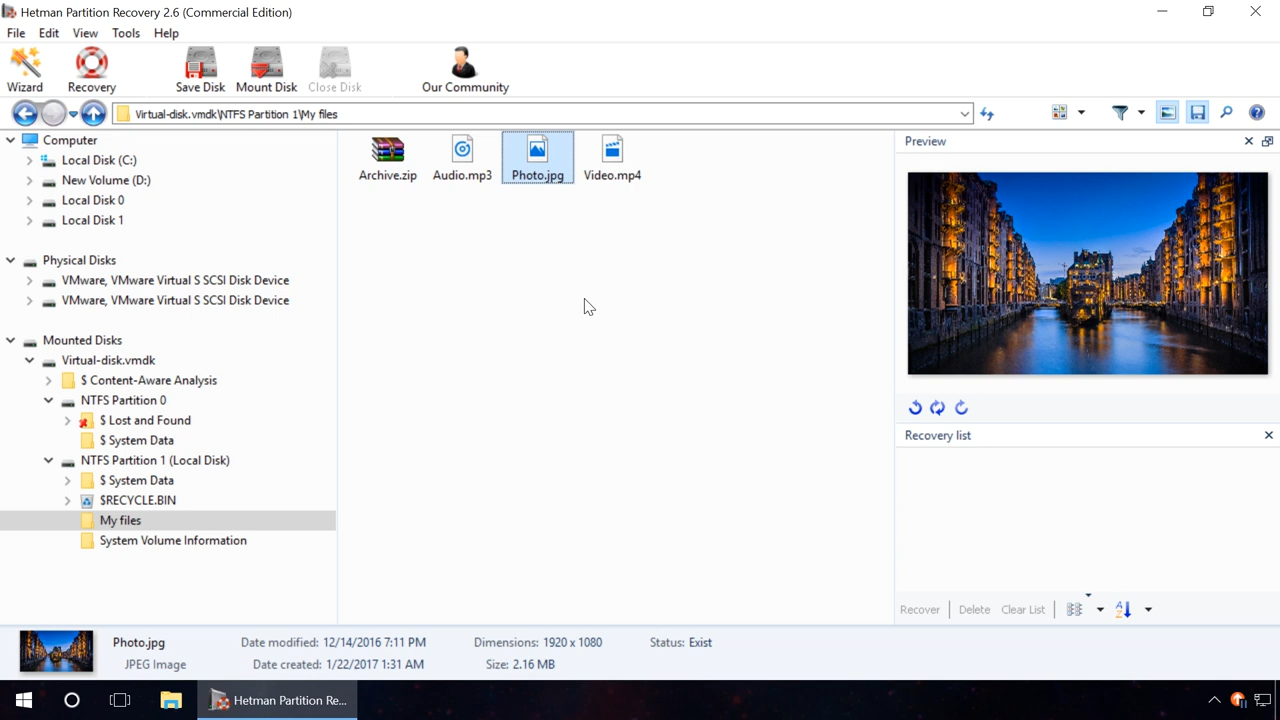 Hetman Partition Recovery 2.6 (Commercial Edition)
File Edit View Tools Help
Wizard Recovery Save Disk Mount Disk Close Disk Our Community
Virtual-disk.vmdk\NTFS Partition 1\My files
Computer
Local Disk (C:)
New Volume (D:)
Local Disk 0
Local Disk 1
Physical Disks
VMware, VMware Virtual S SCSI Disk Device
VMware, VMware Virtual S SCSI Disk Device
Mounted Disks
Virtual-disk.vmdk
$ Content-Aware Analysis
NTFS Partition 0
$ Lost and Found
$ System Data
NTFS Partition 1 (Local Disk)
$ System Data
$RECYCLE.BIN
My files
System Volume Information
Archive.zip Audio.mp3 Photo.jpg Video.mp4
Preview
Recovery list
Recover Delete Clear List
Photo.jpg Date modified: 12/14/2016 7:11 PM Dimensions: 1920 x 1080 Status: Exist
JPEG Image Date created: 1/22/2017 1:31 AM Size: 2.16 MB
Hetman Partition Re...